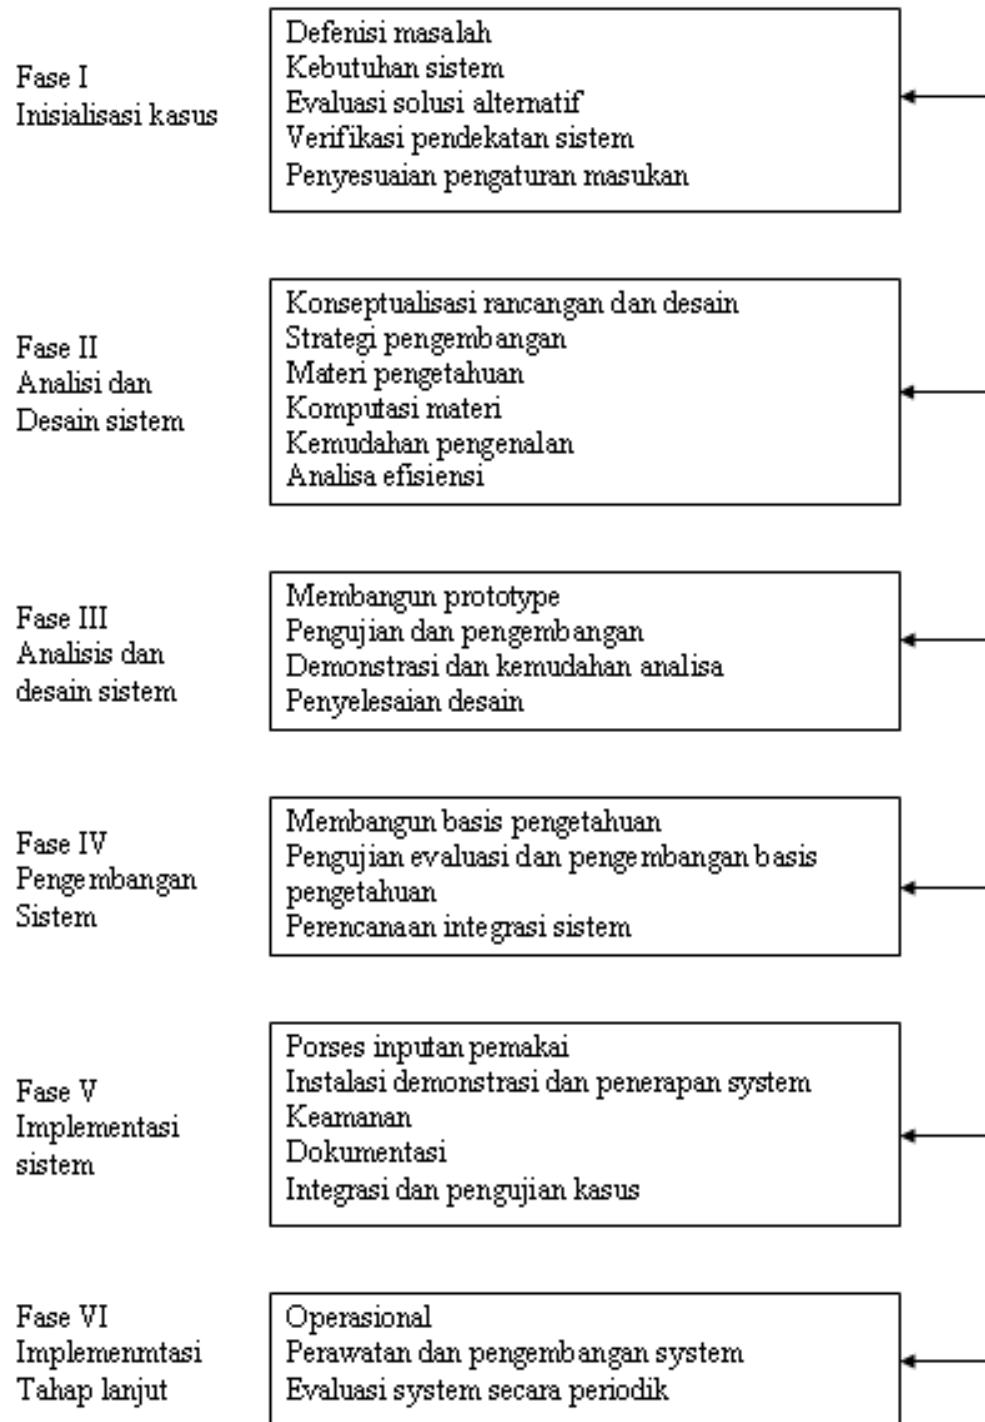 Fase I
Inisialisasi kasus
Defenisi masalah
Kebutuhan sistem
Evaluasi solusi alternatif
Verifikasi pendekatan sistem
Penyesuaian pengaturan masukan
Fase II
Analisi dan
Desain sistem
Konseptualisasi rancangan dan desain
Strategi pengembangan
Materi pengetahuan
Komputasi materi
Kemudahan pengenalan
Analisa efisiensi
Fase III
Analisis dan
desain sistem
Membangun prototype
Pengujian dan pengembangan
Demonstrasi dan kemudahan analisa
Penyelesaian desain
Fase IV
Pengembangan
Sistem
Membangun basis pengetahuan
Pengujian evaluasi dan pengembangan basis
pengetahuan
Perencanaan integrasi sistem
Fase V
Implementasi
sistem
Porses inputan pemakai
Instalasi demonstrasi dan penerapan system
Keamanan
Dokumentasi
Integrasi dan pengujian kasus
Fase VI
Implemenmtasi
Tahap lanjut
Operasional
Perawatan dan pengembangan system
Evaluasi system secara periodik